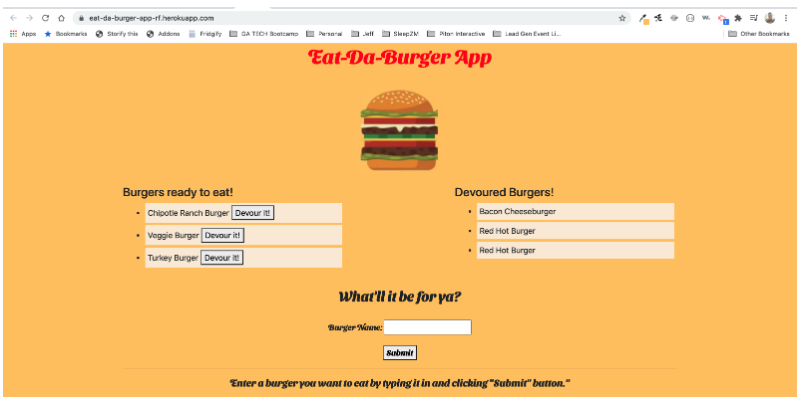 eat-da-burger-app-rf.herokuapp.com
Apps Bookmarks Storify this Addons Fridgify GA TECH Bootcamp Personal Jeff SleepZM Piton Interactive Lead Gen Event Li... Other Bookmarks
Eat-Da-Burger App
Burgers ready to eat!
Chipotle Ranch Burger Devour it!
Veggie Burger Devour it!
Turkey Burger Devour it!
Devoured Burgers!
Bacon Cheeseburger
Red Hot Burger
Red Hot Burger
What'll it be for ya?
Burger Name:
Submit
Enter a burger you want to eat by typing it in and clicking "Submit" button."